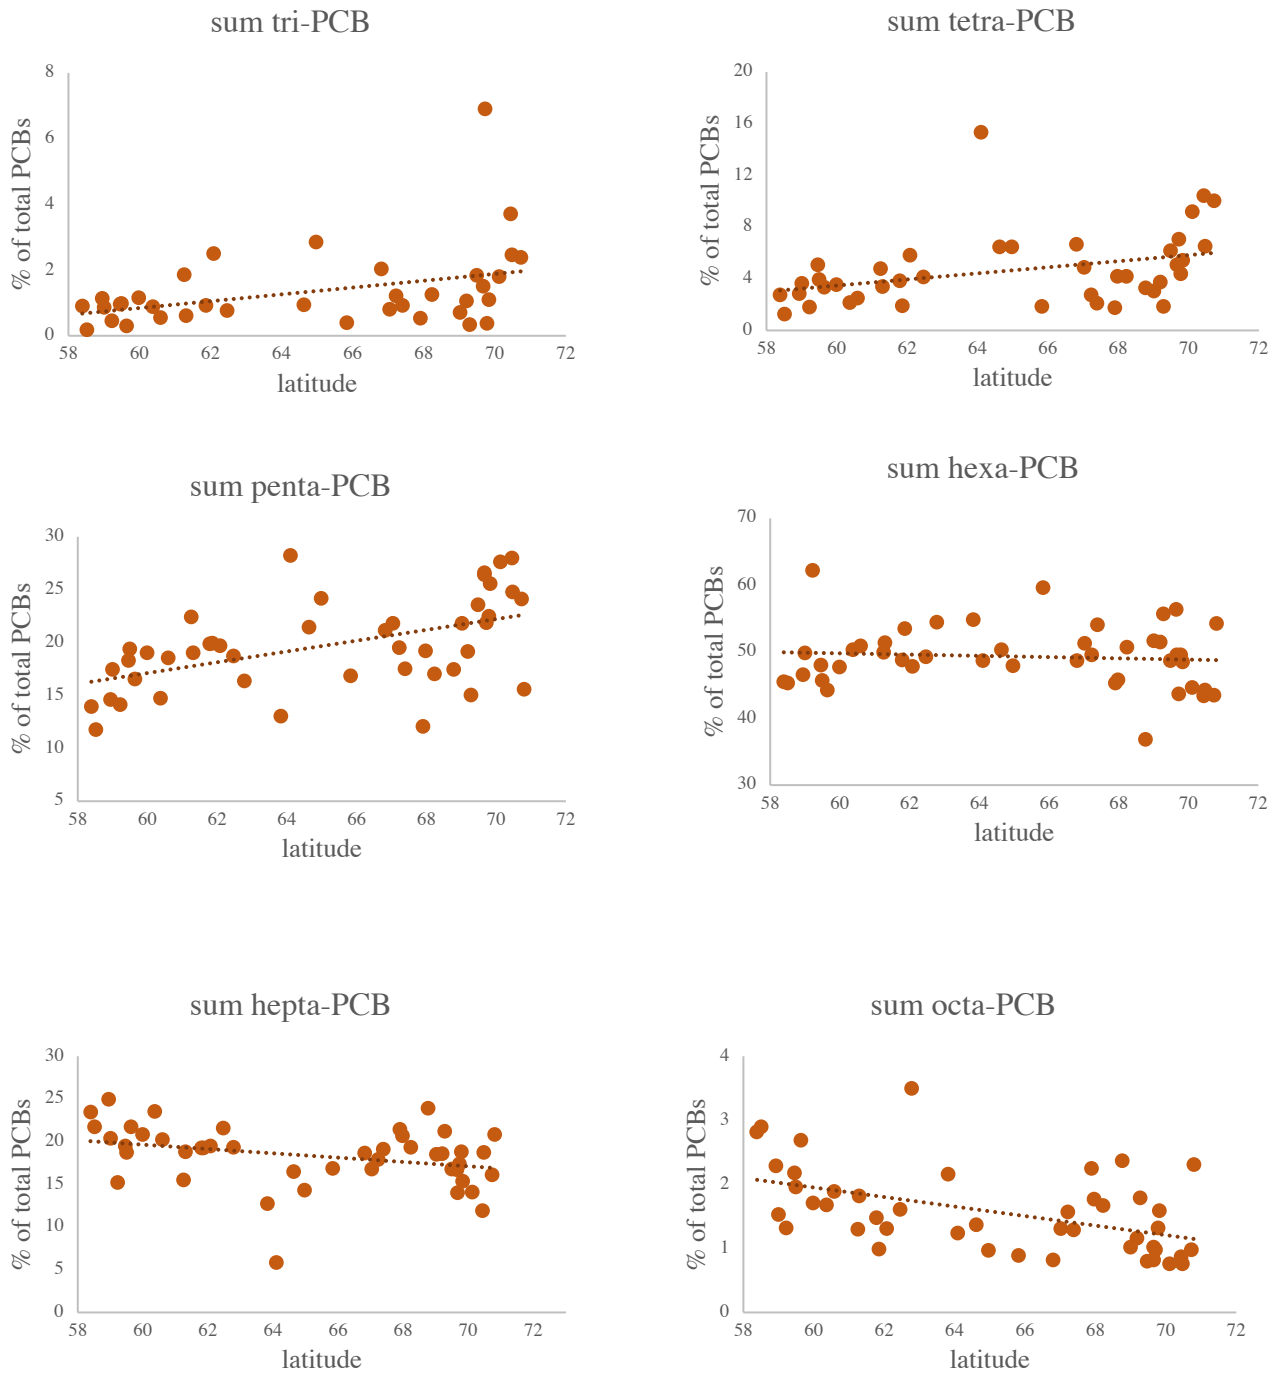 sum tri-PCB
8
6
4
2
0
% of total PCBs
58 60 62 64 66 68 70 72
latitude
sum tetra-PCB
20
16
12
8
4
0
% of total PCBs
58 60 62 64 66 68 70 72
latitude
sum penta-PCB
30
25
20
15
10
5
% of total PCBs
58 60 62 64 66 68 70 72
latitude
sum hexa-PCB
70
60
50
40
30
% of total PCBs
58 60 62 64 66 68 70 72
latitude
sum hepta-PCB
30
25
20
15
10
5
0
% of total PCBs
58 60 62 64 66 68 70 72
latitude
sum octa-PCB
4
3
2
1
0
% of total PCBs
58 60 62 64 66 68 70 72
latitude